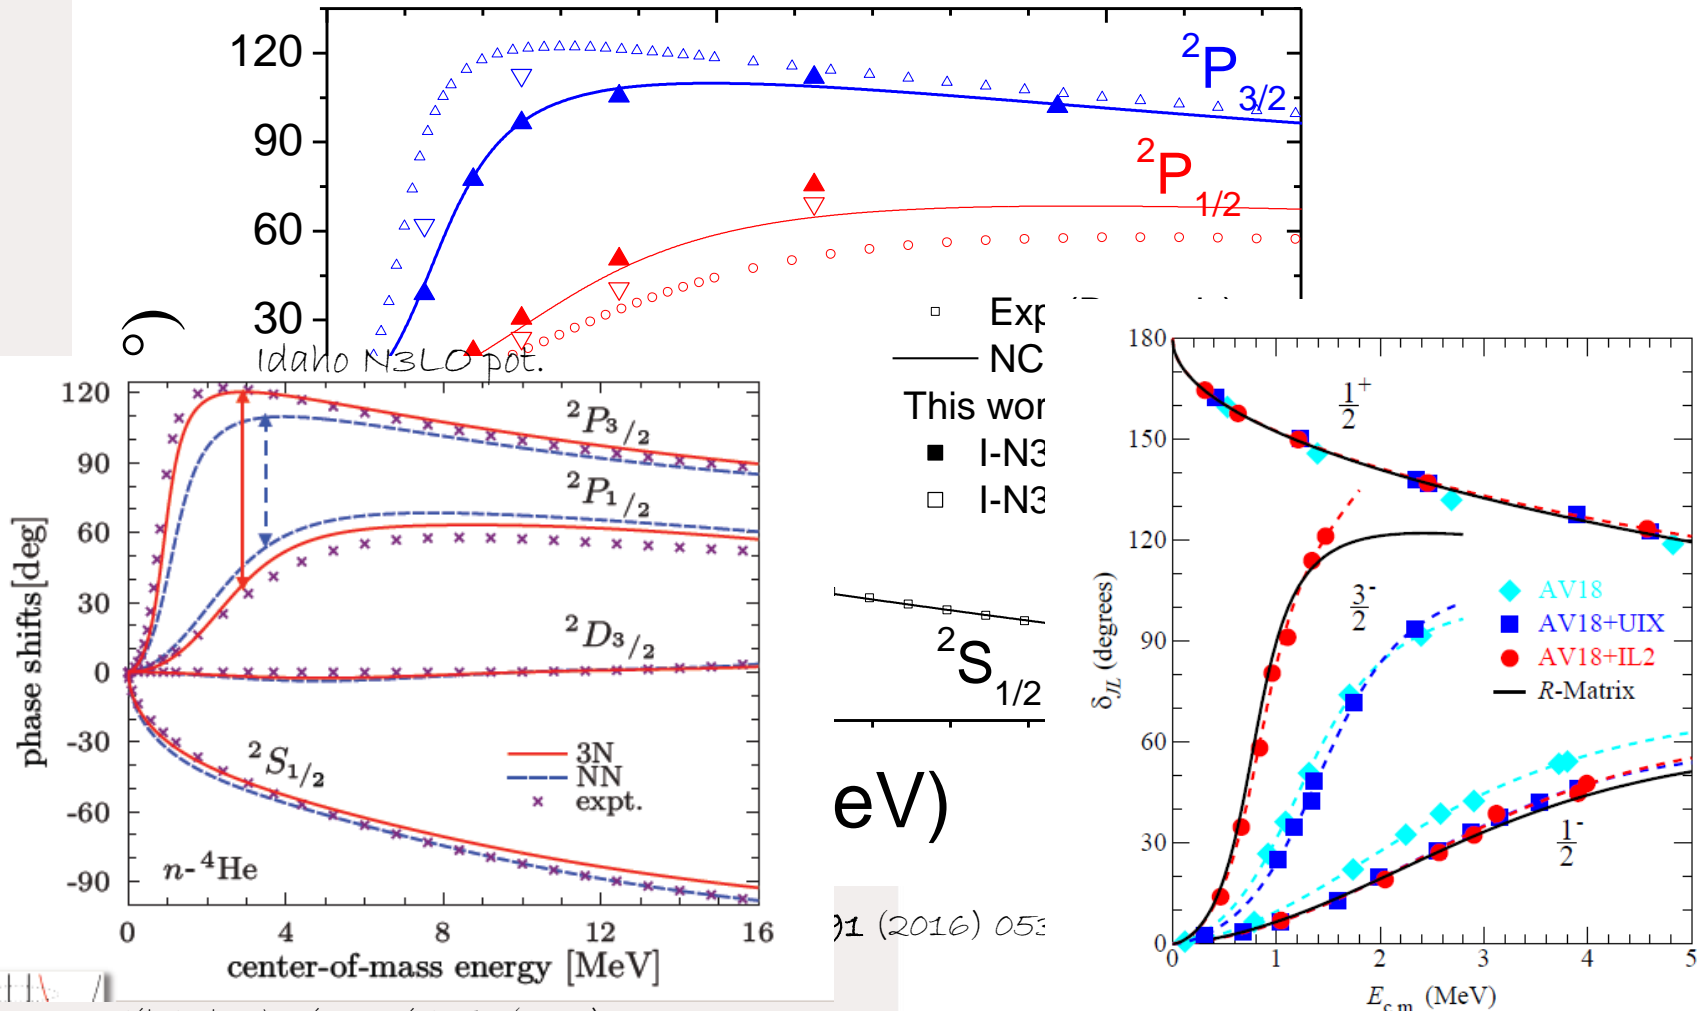 120
90
60
30
²P3/2
²P1/2
(°
Exp
NC
This wor
I-N3
I-N3
²S1/2
eV)
91 (2016) 053
Idaho N3LO pot.
120
90
60
30
0
-30
-60
-90
phase shifts[deg]
²P3/2
²P1/2
²D3/2
²S1/2
3N
NN
expt.
n-⁴He
0 4 8 12 16
center-of-mass energy [MeV]
180
150
120
90
60
30
0
δJL (degrees)
1/2+
3/2-
1/2-
AV18
AV18+UIX
AV18+IL2
R-Matrix
0 1 2 3 4 5
Ec.m. (MeV)